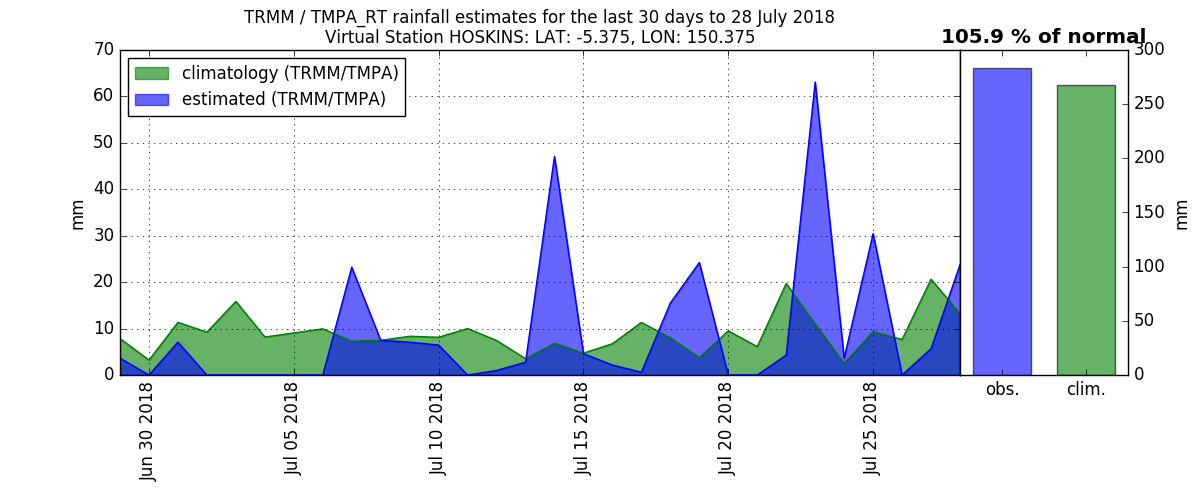 TRMM / TMPA_RT rainfall estimates for the last 30 days to 28 July 2018
Virtual Station HOSKINS: LAT: -5.375, LON: 150.375
105.9 % of normal
climatology (TRMM/TMPA)
estimated (TRMM/TMPA)
70
60
50
40
30
20
10
0
mm
Jun 30 2018
Jul 05 2018
Jul 10 2018
Jul 15 2018
Jul 20 2018
Jul 25 2018
300
250
200
150
100
50
0
mm
obs.
clim.